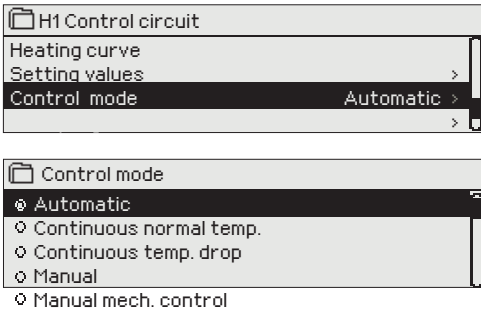 H1 Control circuit
Heating curve
Setting values >
Control mode Automatic >
>
Control mode
Automatic
Continuous normal temp.
Continuous temp. drop
Manual
Manual mech. control